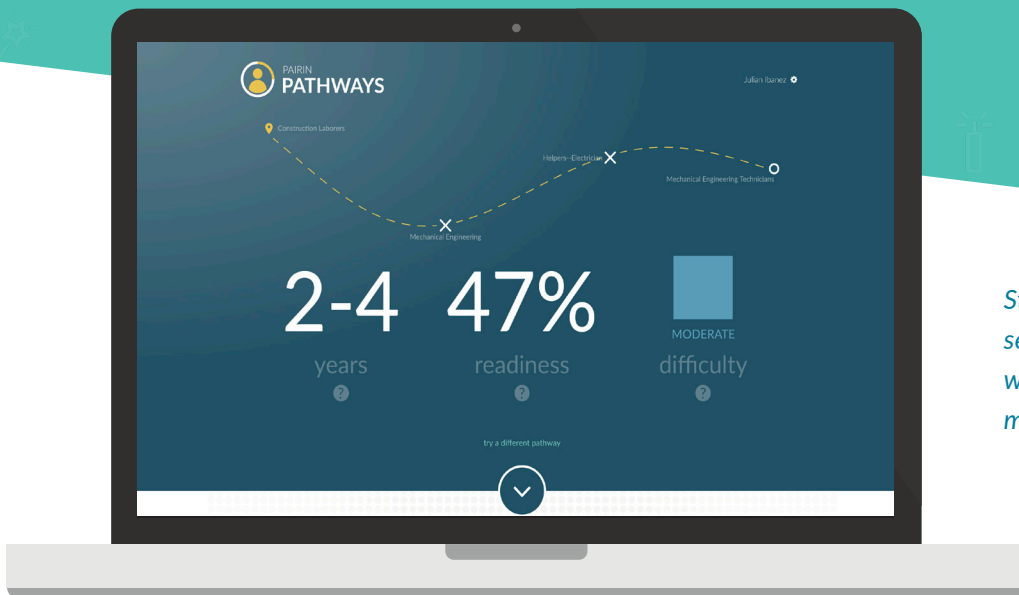 PAIRIN
PATHWAYS
Julian Ibanez
Construction Laborers
Helpers--Electrician
Mechanical Engineering Technicians
Mechanical Engineering
2-4
47%
MODERATE
years
readiness
difficulty
?
?
?
try a different pathway